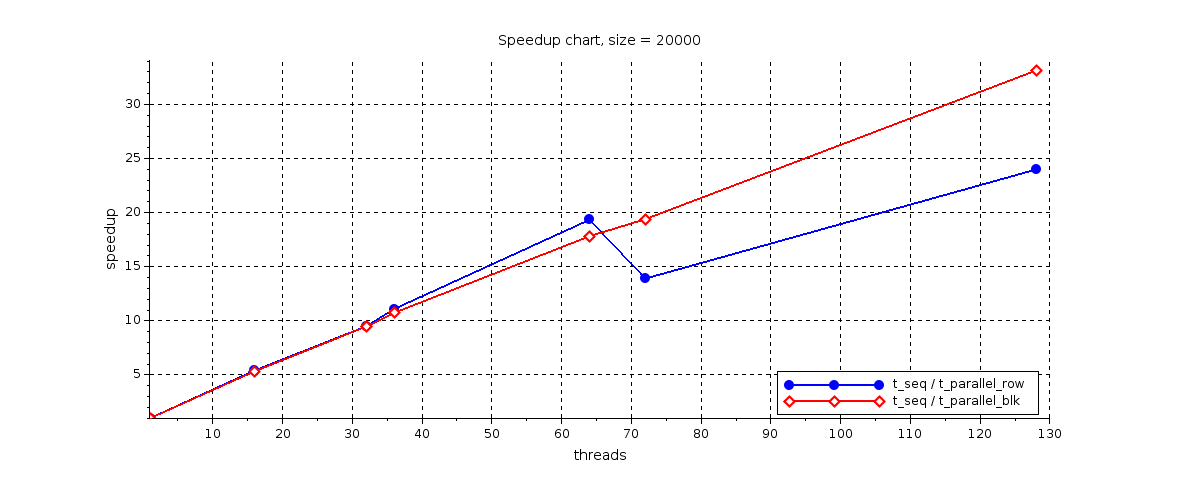 Speedup chart, size = 20000
30
25
20
15
10
5
speedup
10 20 30 40 50 60 70 80 90 100 110 120 130
threads
t_seq / t_parallel_row
t_seq / t_parallel_blk